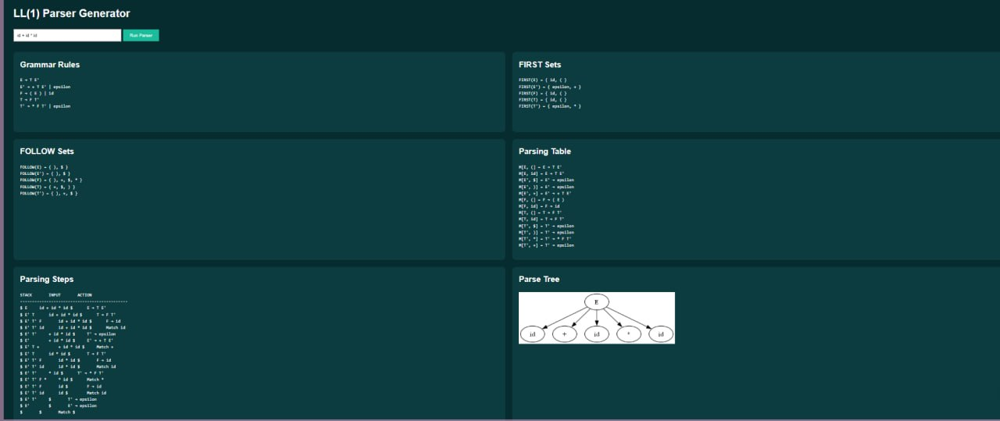 LL(1) Parser Generator
id + id * id
Run Parser
Grammar Rules
E → T E'
E' → + T E' | epsilon
F → ( E ) | id
T → F T'
T' → * F T' | epsilon
FIRST Sets
FIRST(E) = { id, ( }
FIRST(E') = { epsilon, + }
FIRST(F) = { id, ( }
FIRST(T) = { id, ( }
FIRST(T') = { epsilon, * }
FOLLOW Sets
FOLLOW(E) = { ), $ }
FOLLOW(E') = { ), $ }
FOLLOW(F) = { ), +, $, * }
FOLLOW(T) = { +, $, ) }
FOLLOW(T') = { ), +, $ }
Parsing Table
M[E, (] = E → T E'
M[E, id] = E → T E'
M[E', $] = E' → epsilon
M[E', )] = E' → epsilon
M[E', +] = E' → + T E'
M[F, (] = F → ( E )
M[F, id] = F → id
M[T, (] = T → F T'
M[T, id] = T → F T'
M[T', $] = T' → epsilon
M[T', )] = T' → epsilon
M[T', *] = T' → * F T'
M[T', +] = T' → epsilon
Parsing Steps
STACK INPUT ACTION
--------------------------------------------
$ E id + id * id $ E → T E'
$ E' T id + id * id $ T → F T'
$ E' T' F id + id * id $ F → id
$ E' T' id id + id * id $ Match id
$ E' T' + id * id $ T' → epsilon
$ E' + id * id $ E' → + T E'
$ E' T + + id * id $ Match +
$ E' T id * id $ T → F T'
$ E' T' F id * id $ F → id
$ E' T' id id * id $ Match id
$ E' T' * id $ T' → * F T'
$ E' T' F * * id $ Match *
$ E' T' F id $ F → id
$ E' T' id id $ Match id
$ E' T' $ T' → epsilon
$ E' $ E' → epsilon
$ $ Match $
Parse Tree
E
id + id * id